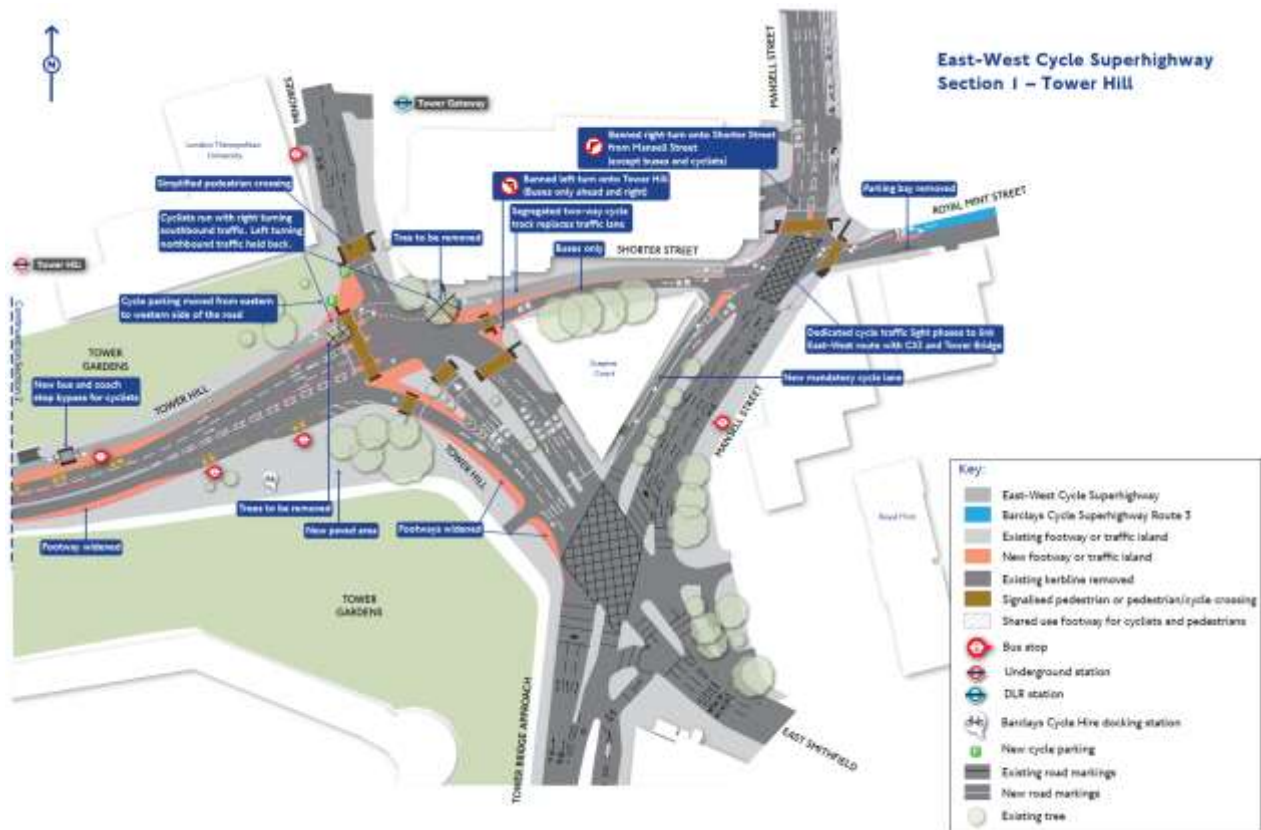 N
East-West Cycle Superhighway
Section 1 – Tower Hill
MINORIES
Tower Gateway
MANSELL STREET
London Metropolitan
University
Banned right turn onto Shorter Street
from Mansell Street
(except buses and cyclists)
Simplified pedestrian crossing
Banned left turn onto Tower Hill
(Buses only ahead and right)
Parking bay removed
ROYAL MINT STREET
Cyclists run with right turning
southbound traffic. Left turning
northbound traffic held back.
Segregated two-way cycle
track replaces traffic lane
Tree to be removed
Buses only
SHORTER STREET
Tower Hill
Cycle parking moved from eastern
to western side of the road
Dedicated cycle traffic light phases to link
East-West route with CS3 and Tower Bridge
TOWER
GARDENS
New bus and coach
stop bypass for cyclists
TOWER HILL
New mandatory cycle lane
MANSELL STREET
TOWER HILL
Trees to be removed
New paved area
Footways widened
Footway widened
Royal Mint
TOWER
GARDENS
TOWER BRIDGE APPROACH
EAST SMITHFIELD
Key:
East-West Cycle Superhighway
Barclays Cycle Superhighway Route 3
Existing footway or traffic island
New footway or traffic island
Existing kerbline removed
Signalised pedestrian or pedestrian/cycle crossing
Shared use footway for cyclists and pedestrians
Bus stop
Underground station
DLR station
Barclays Cycle Hire docking station
New cycle parking
Existing road markings
New road markings
Existing tree